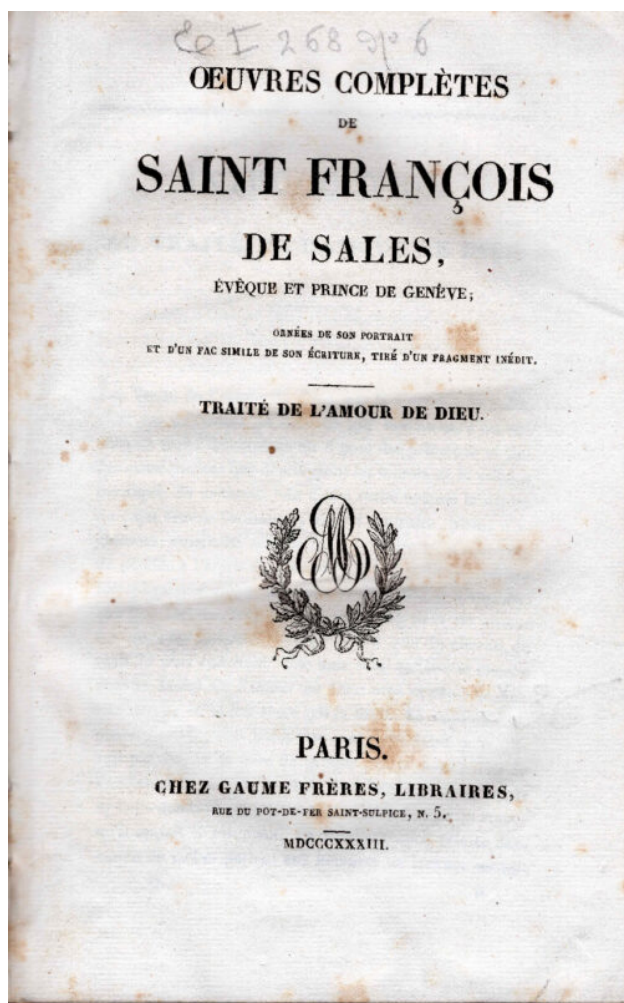 OEUVRES COMPLÈTES
DE
SAINT FRANÇOIS
DE SALES,
ÉVÊQUE ET PRINCE DE GENÈVE;
ORNÉES DE SON PORTRAIT
ET D'UN FAC SIMILE DE SON ÉCRITURE, TIRÉ D'UN FRAGMENT INÉDIT.
TRAITÉ DE L'AMOUR DE DIEU.
PARIS.
CHEZ GAUME FRÈRES, LIBRAIRES,
RUE DU POT-DE-FER SAINT-SULPICE, N. 5.
MDCCCXXXIII.